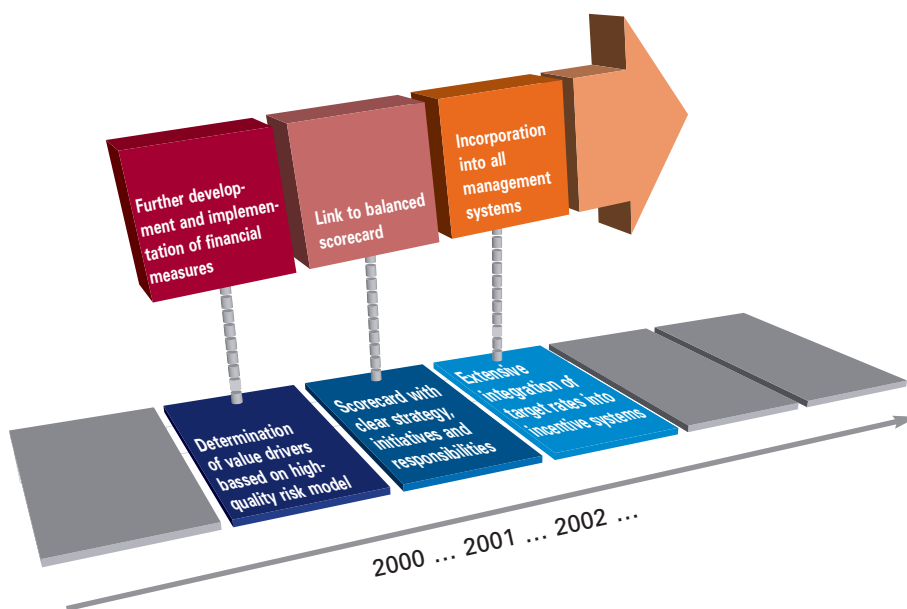 Further develop-
ment and implemen-
tation of financial
measures
Link to balanced
scorecard
Incorporation
into all
management
systems
Determination
of value drivers
bassed on high-
quality risk model
Scorecard with
clear strategy,
initiatives and
responsibilities
Extensive
integration of
target rates into
incentive systems
2000 ... 2001 ... 2002 ...